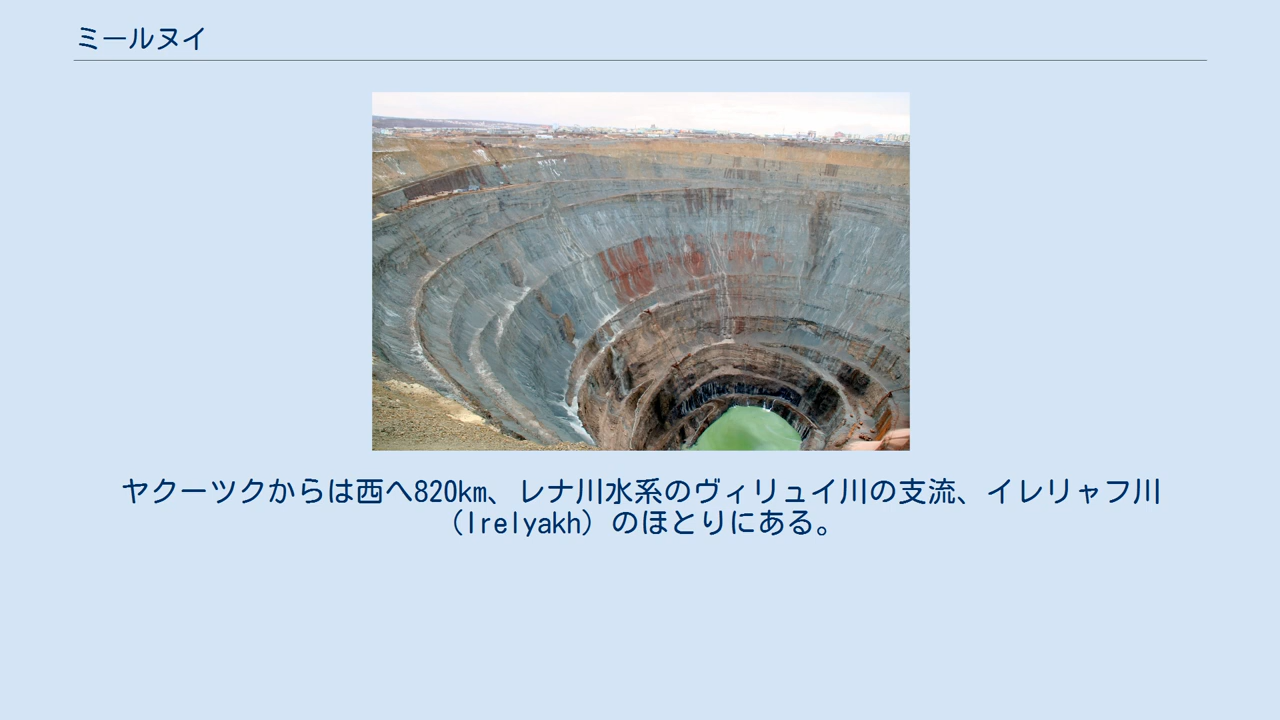 ミールヌイ
ヤクーツクからは西へ820km、レナ川水系のヴィリュイ川の支流、イレリャフ川
（Irelyakh）のほとりにある。